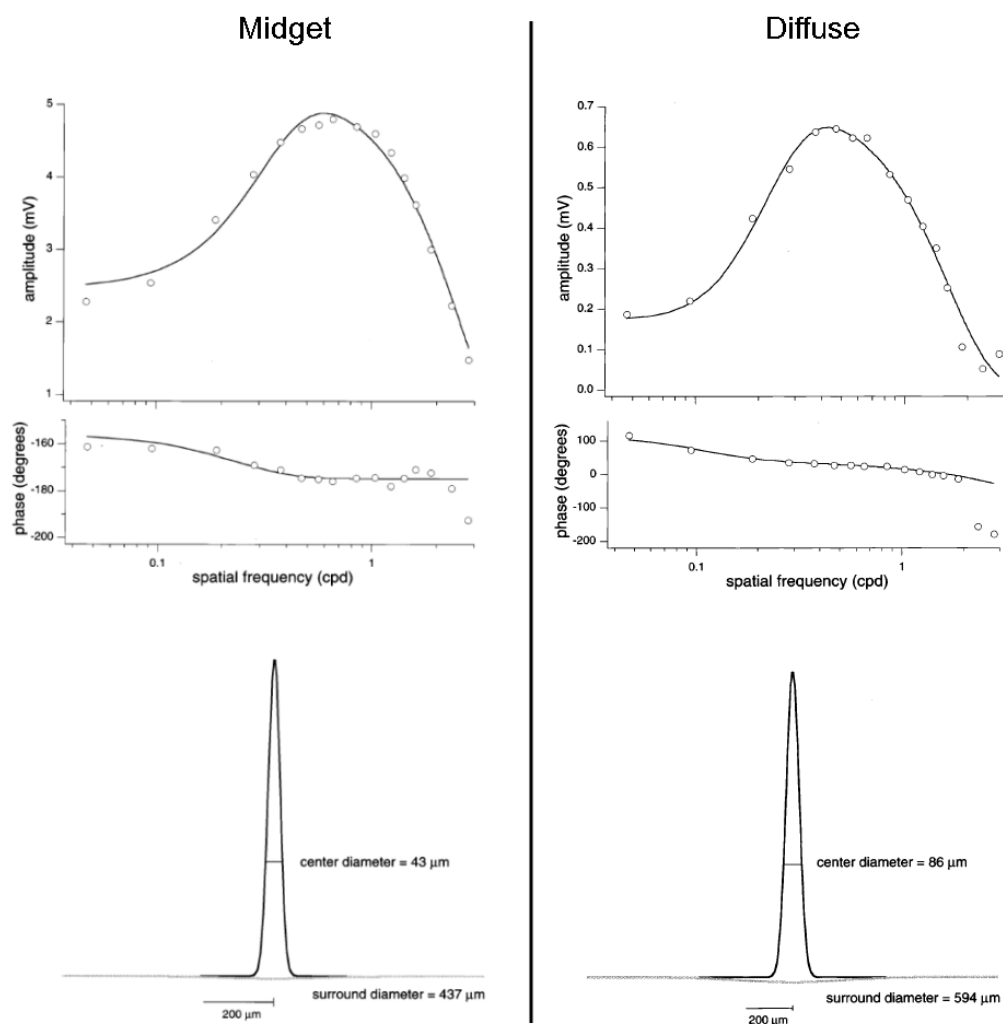 Midget
5
4
3
2
1
amplitude (mV)
-160
-180
-200
phase (degrees)
0.1
1
spatial frequency (cpd)
center diameter = 43 µm
surround diameter = 437 µm
200 µm
Diffuse
0.7
0.6
0.5
0.4
0.3
0.2
0.1
0.0
amplitude (mV)
100
0
-100
-200
phase (degrees)
0.1
1
spatial frequency (cpd)
center diameter = 86 µm
surround diameter = 594 µm
200 µm